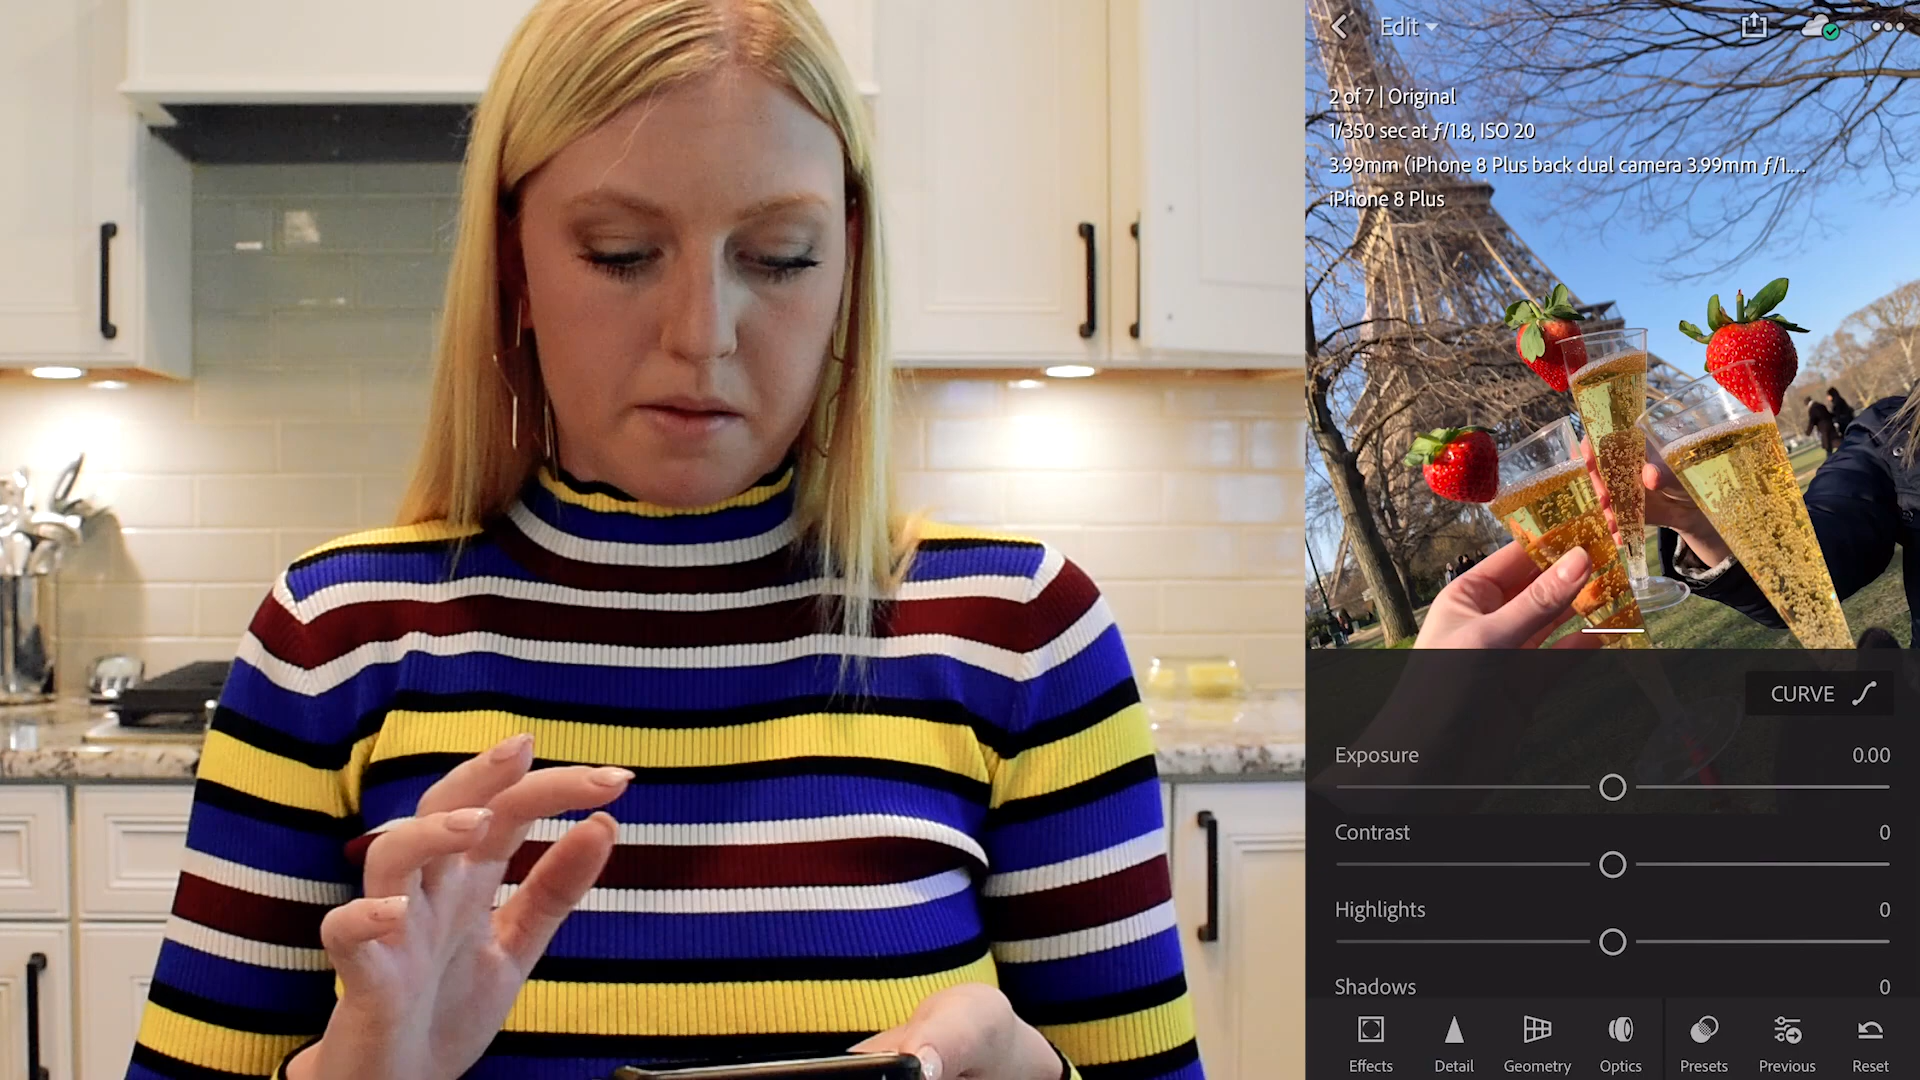 Edit
2 of 7 | Original
1/350 sec at ƒ/1.8, ISO 20
3.99mm (iPhone 8 Plus back dual camera 3.99mm ƒ/1....
iPhone 8 Plus
CURVE
Exposure 0.00
Contrast 0
Highlights 0
Shadows 0
Effects Detail Geometry Optics Presets Previous Reset